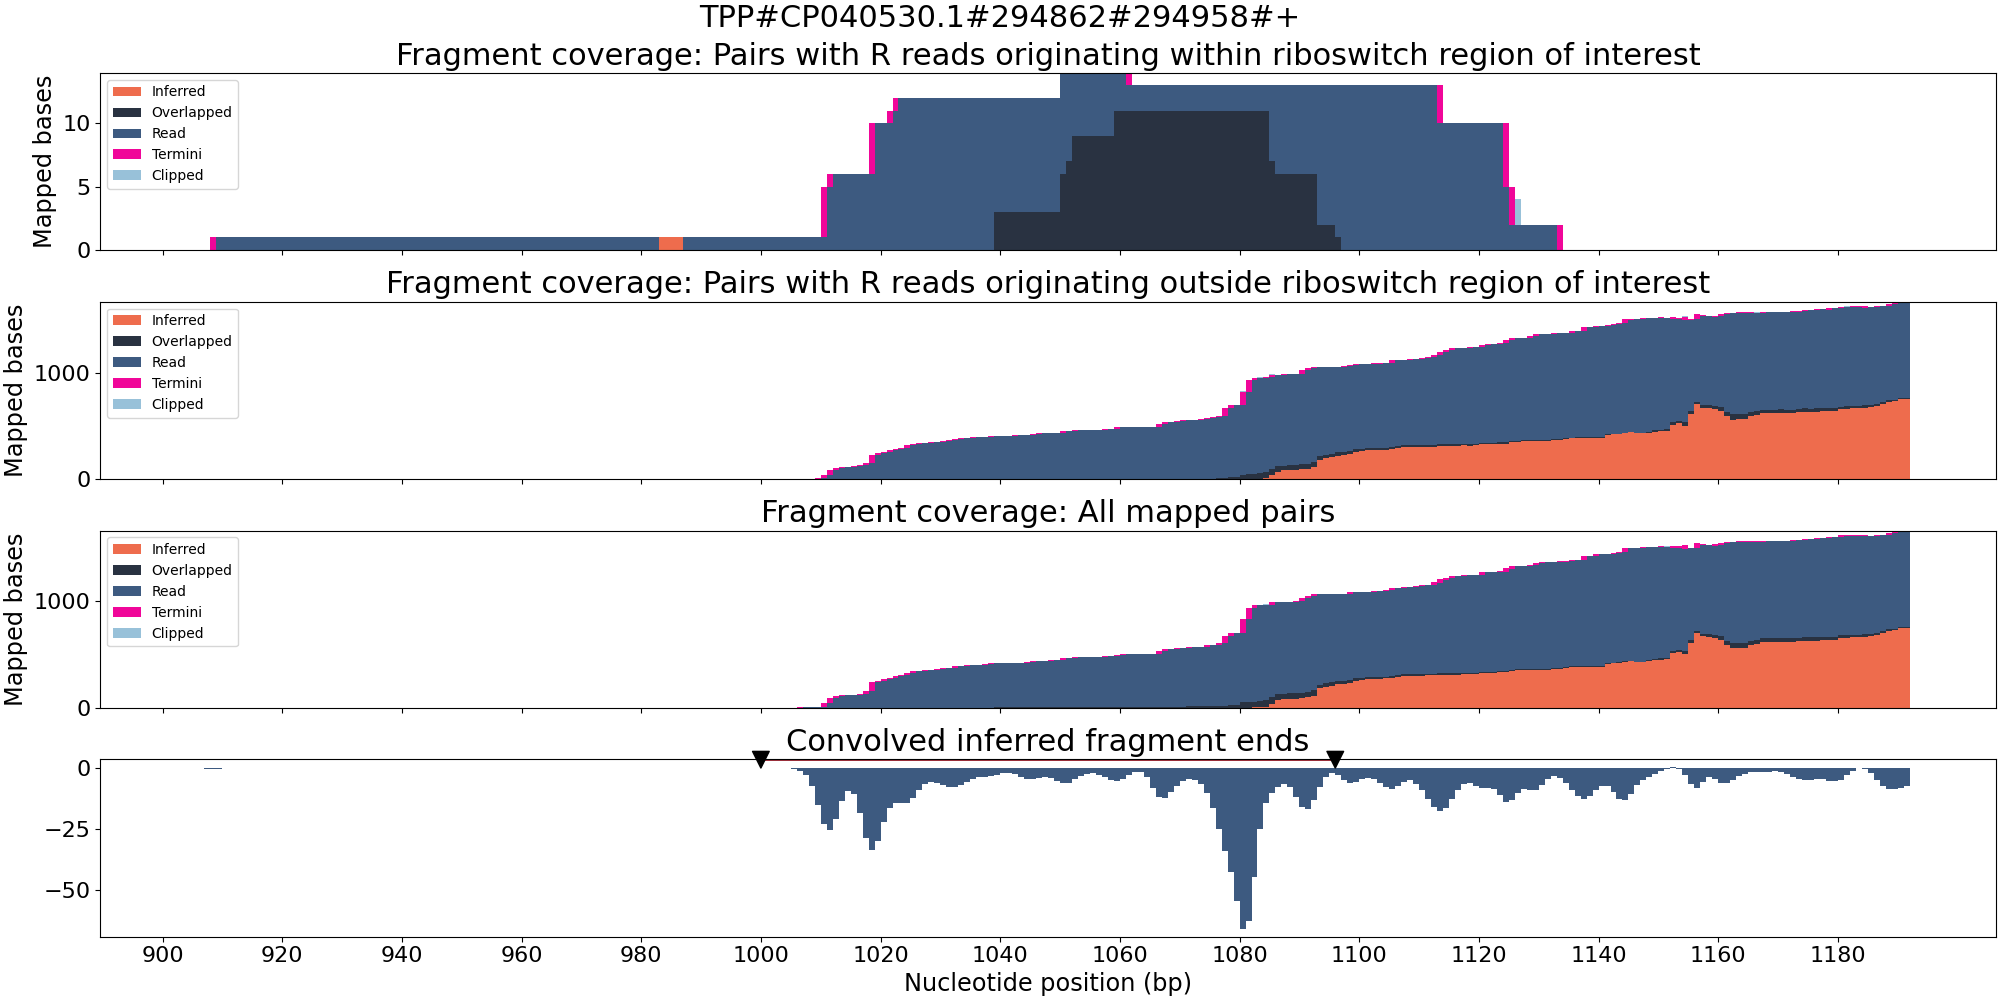 TPP#CP040530.1#294862#294958#+
Fragment coverage: Pairs with R reads originating within riboswitch region of interest
Mapped bases
10
5
0
Inferred
Overlapped
Read
Termini
Clipped
Fragment coverage: Pairs with R reads originating outside riboswitch region of interest
Mapped bases
1000
0
Inferred
Overlapped
Read
Termini
Clipped
Fragment coverage: All mapped pairs
Mapped bases
1000
0
Inferred
Overlapped
Read
Termini
Clipped
Convolved inferred fragment ends
0
−25
−50
900 920 940 960 980 1000 1020 1040 1060 1080 1100 1120 1140 1160 1180
Nucleotide position (bp)